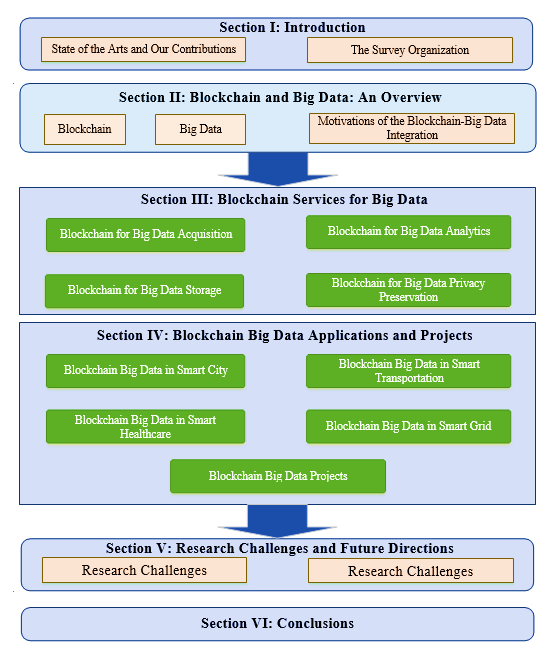 Section I: Introduction
State of the Arts and Our Contributions
The Survey Organization
Section II: Blockchain and Big Data: An Overview
Blockchain
Big Data
Motivations of the Blockchain-Big Data
Integration
Section III: Blockchain Services for Big Data
Blockchain for Big Data Acquisition
Blockchain for Big Data Analytics
Blockchain for Big Data Storage
Blockchain for Big Data Privacy
Preservation
Section IV: Blockchain Big Data Applications and Projects
Blockchain Big Data in Smart City
Blockchain Big Data in Smart
Transportation
Blockchain Big Data in Smart
Healthcare
Blockchain Big Data in Smart Grid
Blockchain Big Data Projects
Section V: Research Challenges and Future Directions
Research Challenges
Research Challenges
Section VI: Conclusions